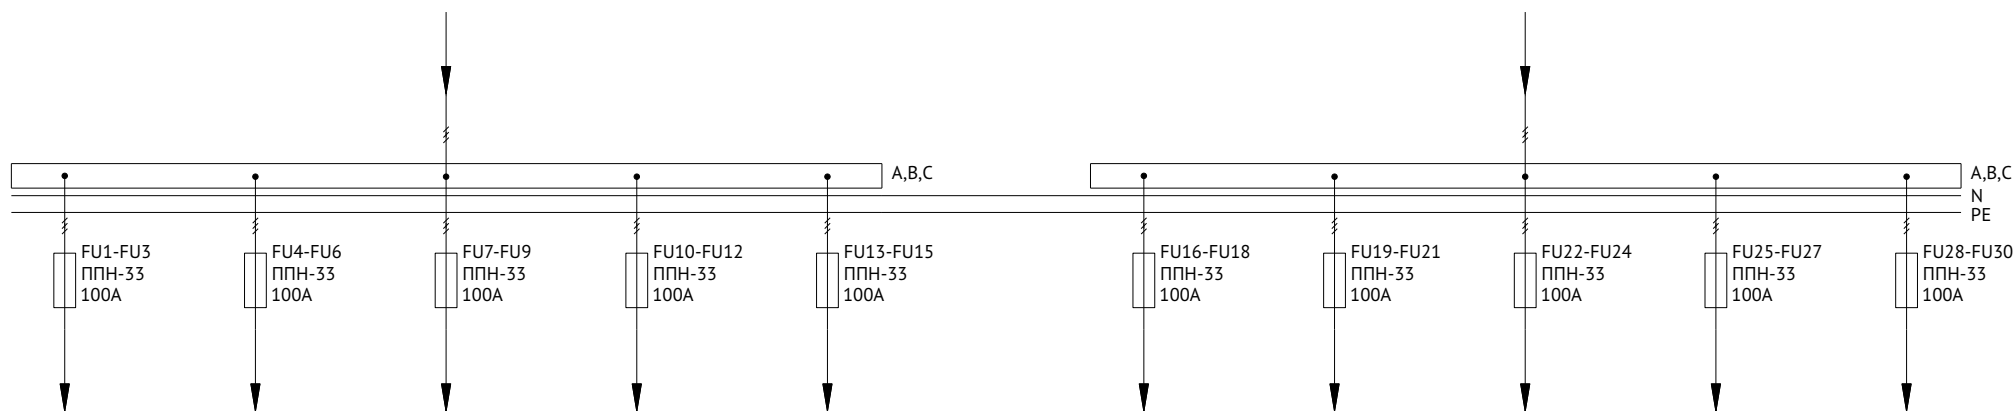 A,B,C
A,B,C
N
PE
FU1-FU3
ППН-33
100А
FU4-FU6
ППН-33
100А
FU7-FU9
ППН-33
100А
FU10-FU12
ППН-33
100А
FU13-FU15
ППН-33
100А
FU16-FU18
ППН-33
100А
FU19-FU21
ППН-33
100А
FU22-FU24
ППН-33
100А
FU25-FU27
ППН-33
100А
FU28-FU30
ППН-33
100А